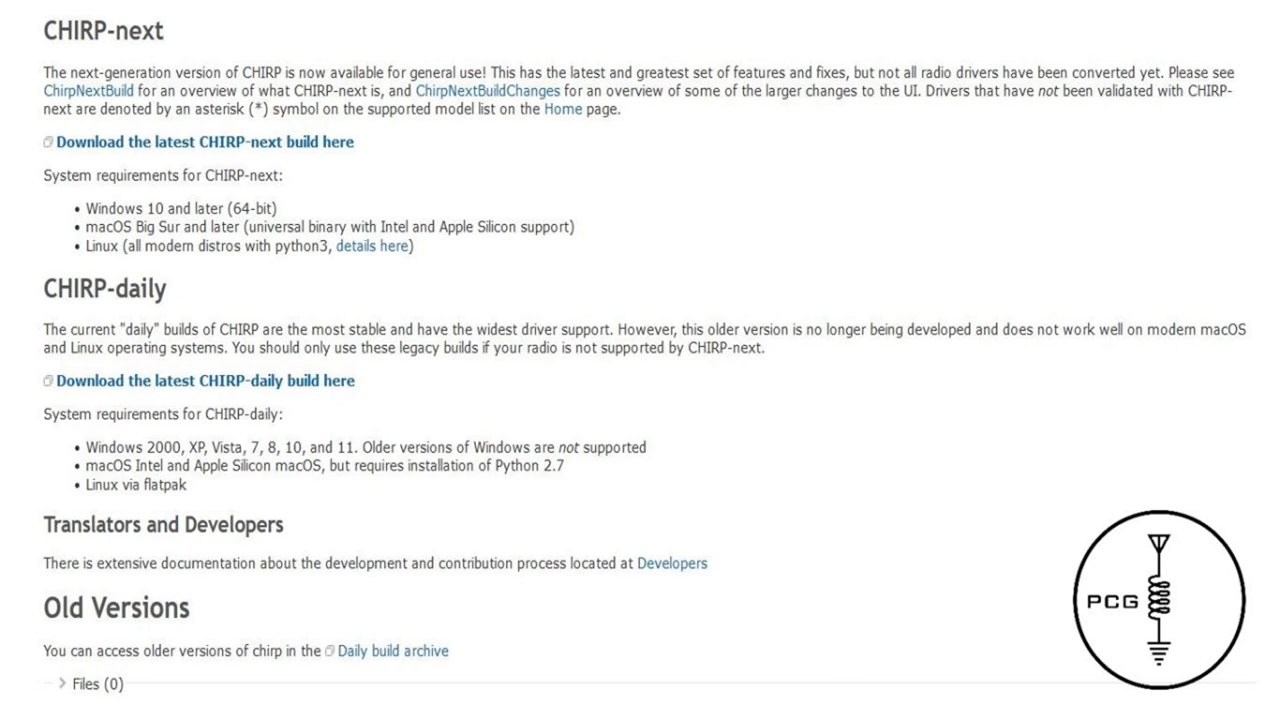 CHIRP-next
The next-generation version of CHIRP is now available for general use! This has the latest and greatest set of features and fixes, but not all radio drivers have been converted yet. Please see
ChirpNextBuild for an overview of what CHIRP-next is, and ChirpNextBuildChanges for an overview of some of the larger changes to the UI. Drivers that have not been validated with CHIRP-
next are denoted by an asterisk (*) symbol on the supported model list on the Home page.
Download the latest CHIRP-next build here
System requirements for CHIRP-next:
• Windows 10 and later (64-bit)
• macOS Big Sur and later (universal binary with Intel and Apple Silicon support)
• Linux (all modern distros with python3, details here)
CHIRP-daily
The current "daily" builds of CHIRP are the most stable and have the widest driver support. However, this older version is no longer being developed and does not work well on modern macOS
and Linux operating systems. You should only use these legacy builds if your radio is not supported by CHIRP-next.
Download the latest CHIRP-daily build here
System requirements for CHIRP-daily:
• Windows 2000, XP, Vista, 7, 8, 10, and 11. Older versions of Windows are not supported
• macOS Intel and Apple Silicon macOS, but requires installation of Python 2.7
• Linux via flatpak
Translators and Developers
There is extensive documentation about the development and contribution process located at Developers
Old Versions
You can access older versions of chirp in the Daily build archive
Files (0)
PCG